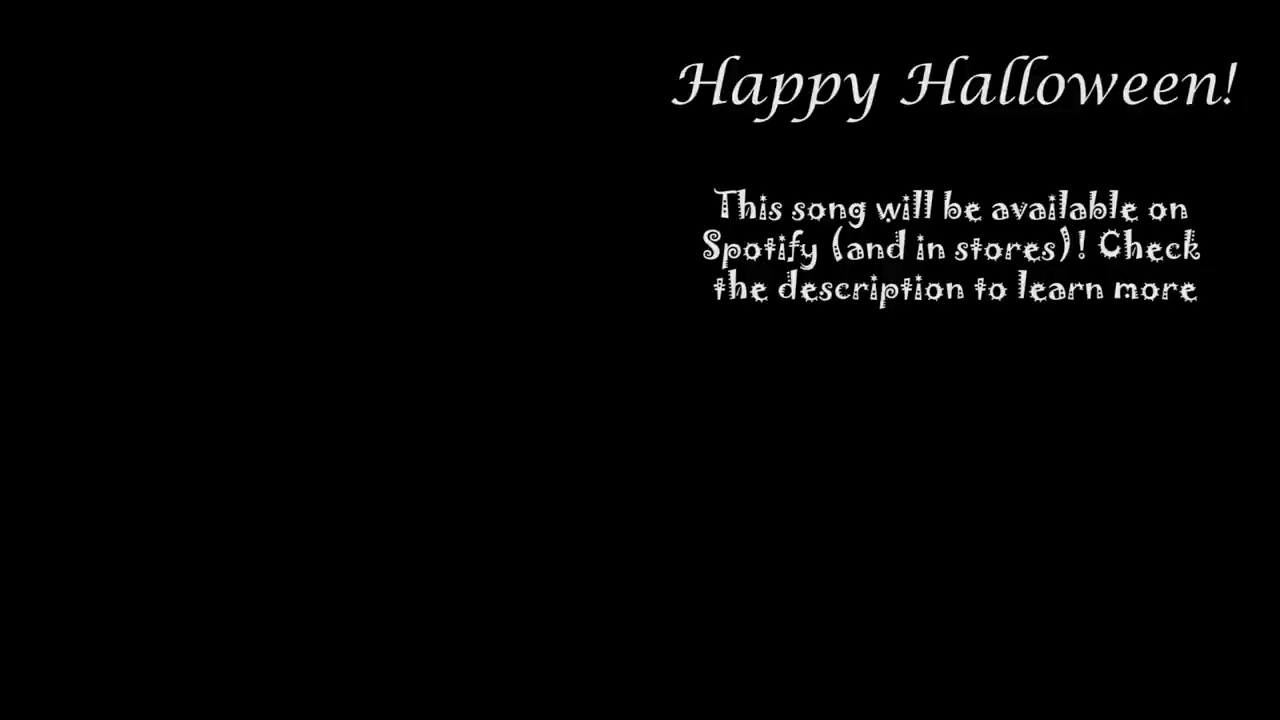 Happy Halloween!
This song will be available on
Spotify (and in stores)! Check
the description to learn more